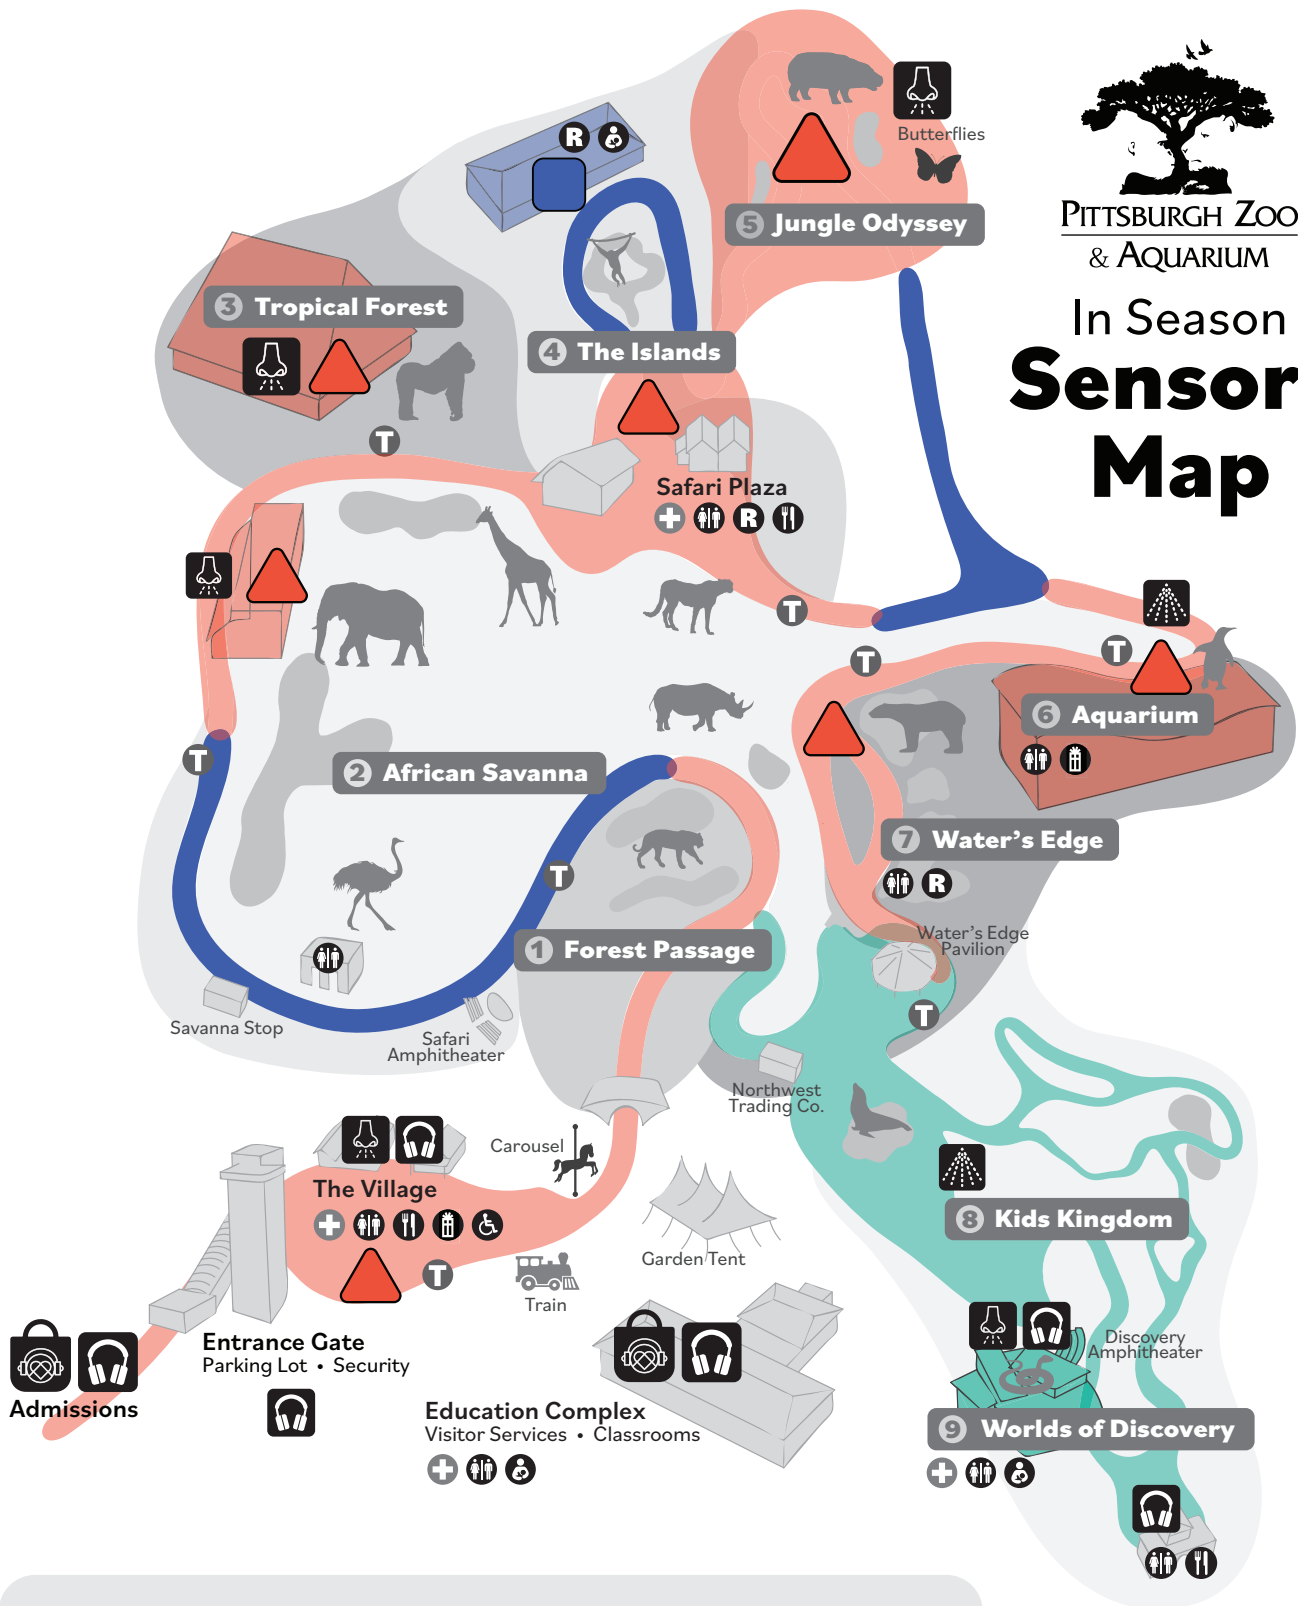 PITTSBURGH ZOO
& AQUARIUM
In Season
Sensor
Map
Butterflies
5 Jungle Odyssey
R
3 Tropical Forest
4 The Islands
T
Safari Plaza
R
T
T
T
6 Aquarium
T
2 African Savanna
7 Water's Edge
R
T
1 Forest Passage
Water's Edge
Pavilion
T
Savanna Stop
Safari
Amphitheater
Northwest
Trading Co.
Carousel
The Village
T
Garden Tent
Train
8 Kids Kingdom
Discovery
Amphitheater
Entrance Gate
Parking Lot • Security
Admissions
Education Complex
Visitor Services • Classrooms
9 Worlds of Discovery